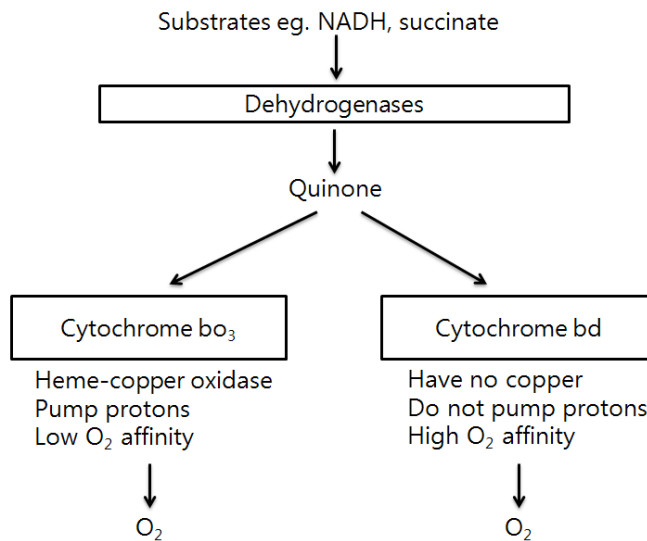 Substrates eg. NADH, succinate
Dehydrogenases
Quinone
Cytochrome bo₃
Heme-copper oxidase
Pump protons
Low O₂ affinity
O₂
Cytochrome bd
Have no copper
Do not pump protons
High O₂ affinity
O₂